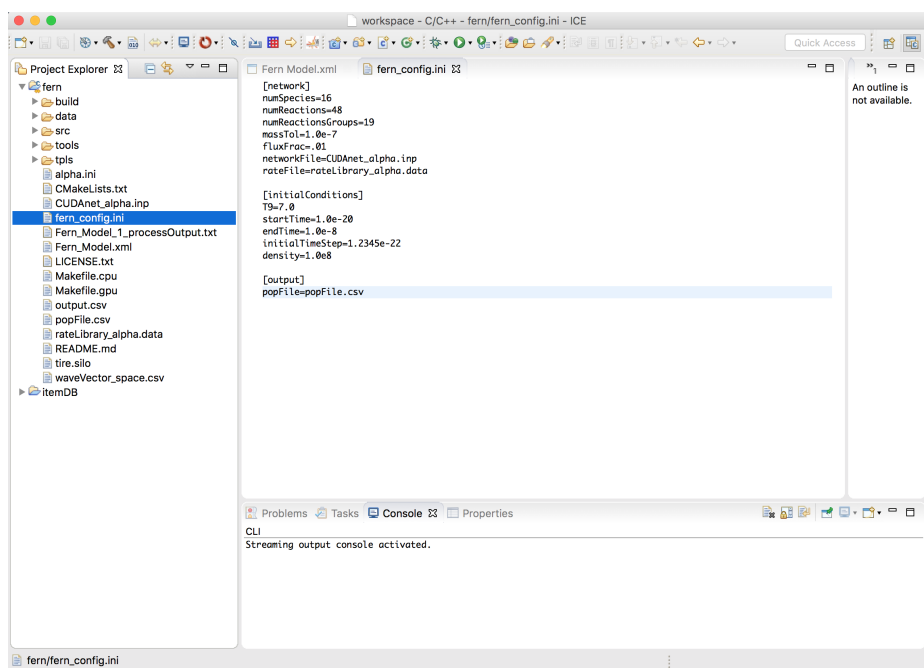 workspace - C/C++ - fern/fern_config.ini - ICE
Quick Access
Project Explorer
fern
build
data
src
tools
tpls
alpha.ini
CMakeLists.txt
CUDAnet_alpha.inp
fern_config.ini
Fern_Model_1_processOutput.txt
Fern_Model.xml
LICENSE.txt
Makefile.cpu
Makefile.gpu
output.csv
popFile.csv
rateLibrary_alpha.data
README.md
tire.silo
waveVector_space.csv
itemDB
Fern Model.xml
fern_config.ini
[network]
numSpecies=16
numReactions=48
numReactionsGroups=19
massTol=1.0e-7
fluxFrac=.01
networkFile=CUDAnet_alpha.inp
rateFile=rateLibrary_alpha.data
[initialConditions]
T9=7.0
startTime=1.0e-20
endTime=1.0e-8
initialTimeStep=1.2345e-22
density=1.0e8
[output]
popFile=popFile.csv
»1
An outline is
not available.
Problems
Tasks
Console
Properties
CLI
Streaming output console activated.
fern/fern_config.ini